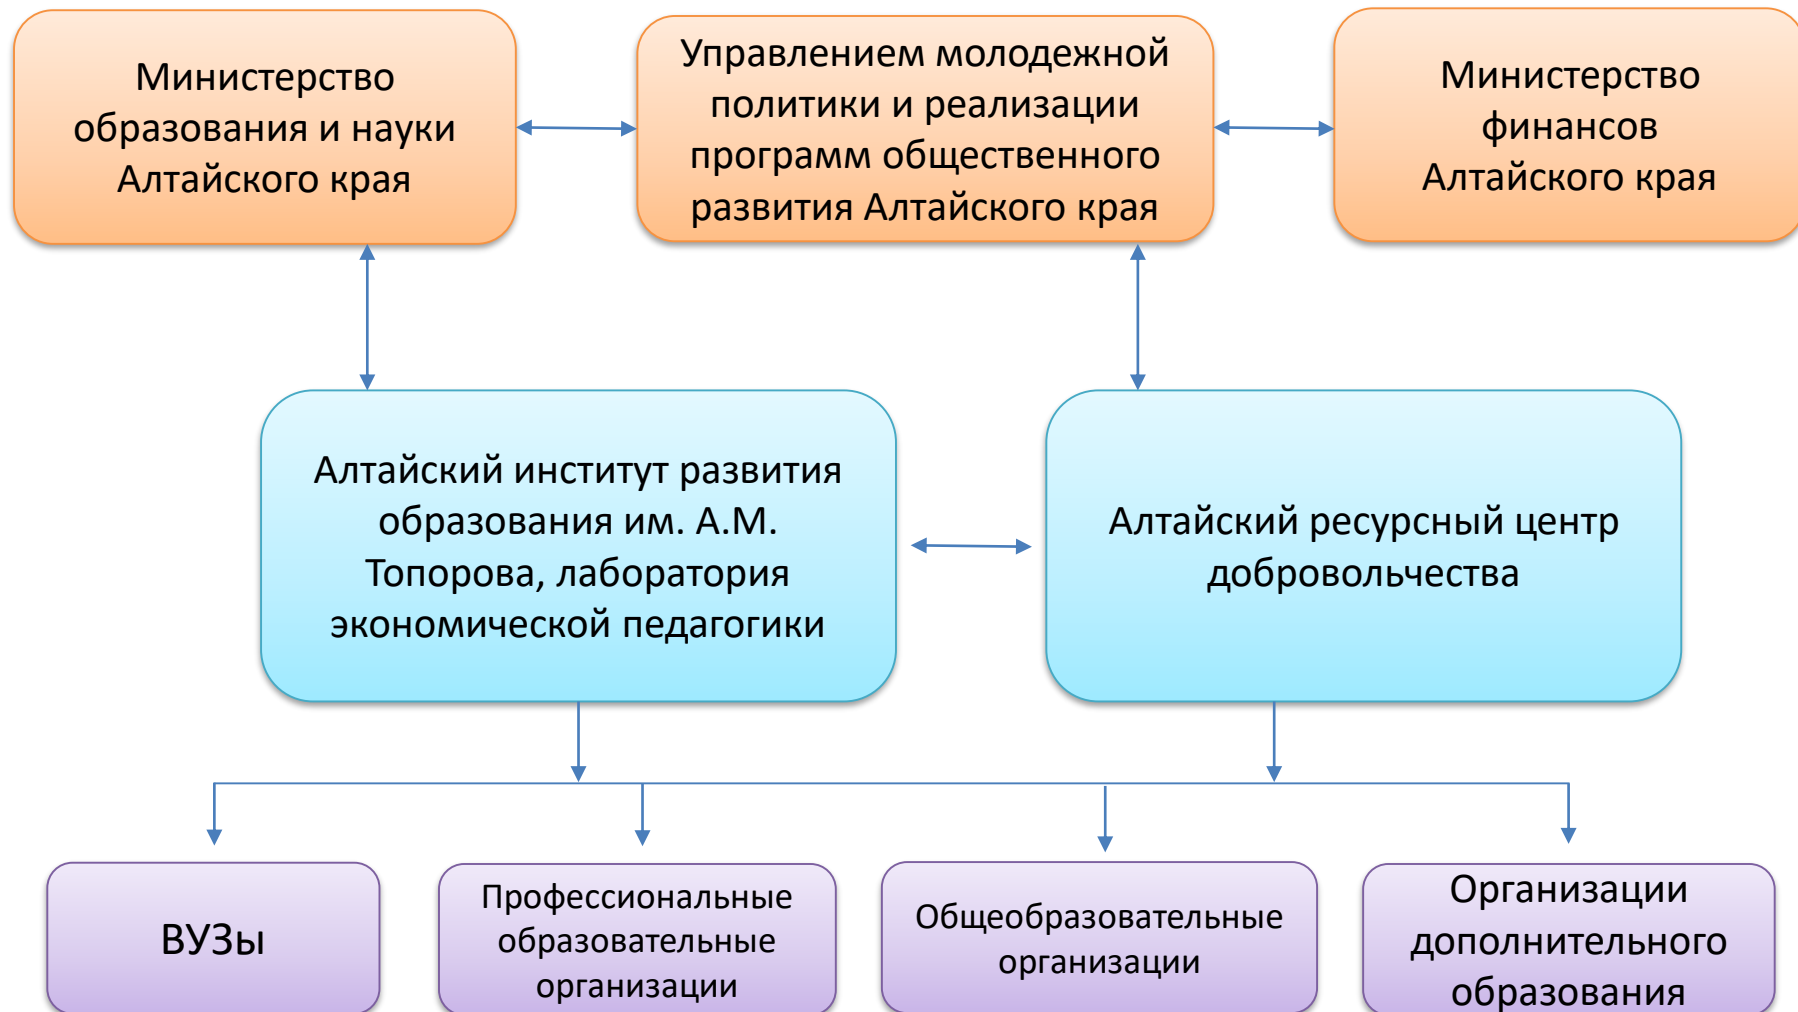 Министерство
образования и науки
Алтайского края
Управлением молодежной
политики и реализации
программ общественного
развития Алтайского края
Министерство
финансов
Алтайского края
Алтайский институт развития
образования им. А.М.
Топорова, лаборатория
экономической педагогики
Алтайский ресурсный центр
добровольчества
ВУЗы
Профессиональные
образовательные
организации
Общеобразовательные
организации
Организации
дополнительного
образования